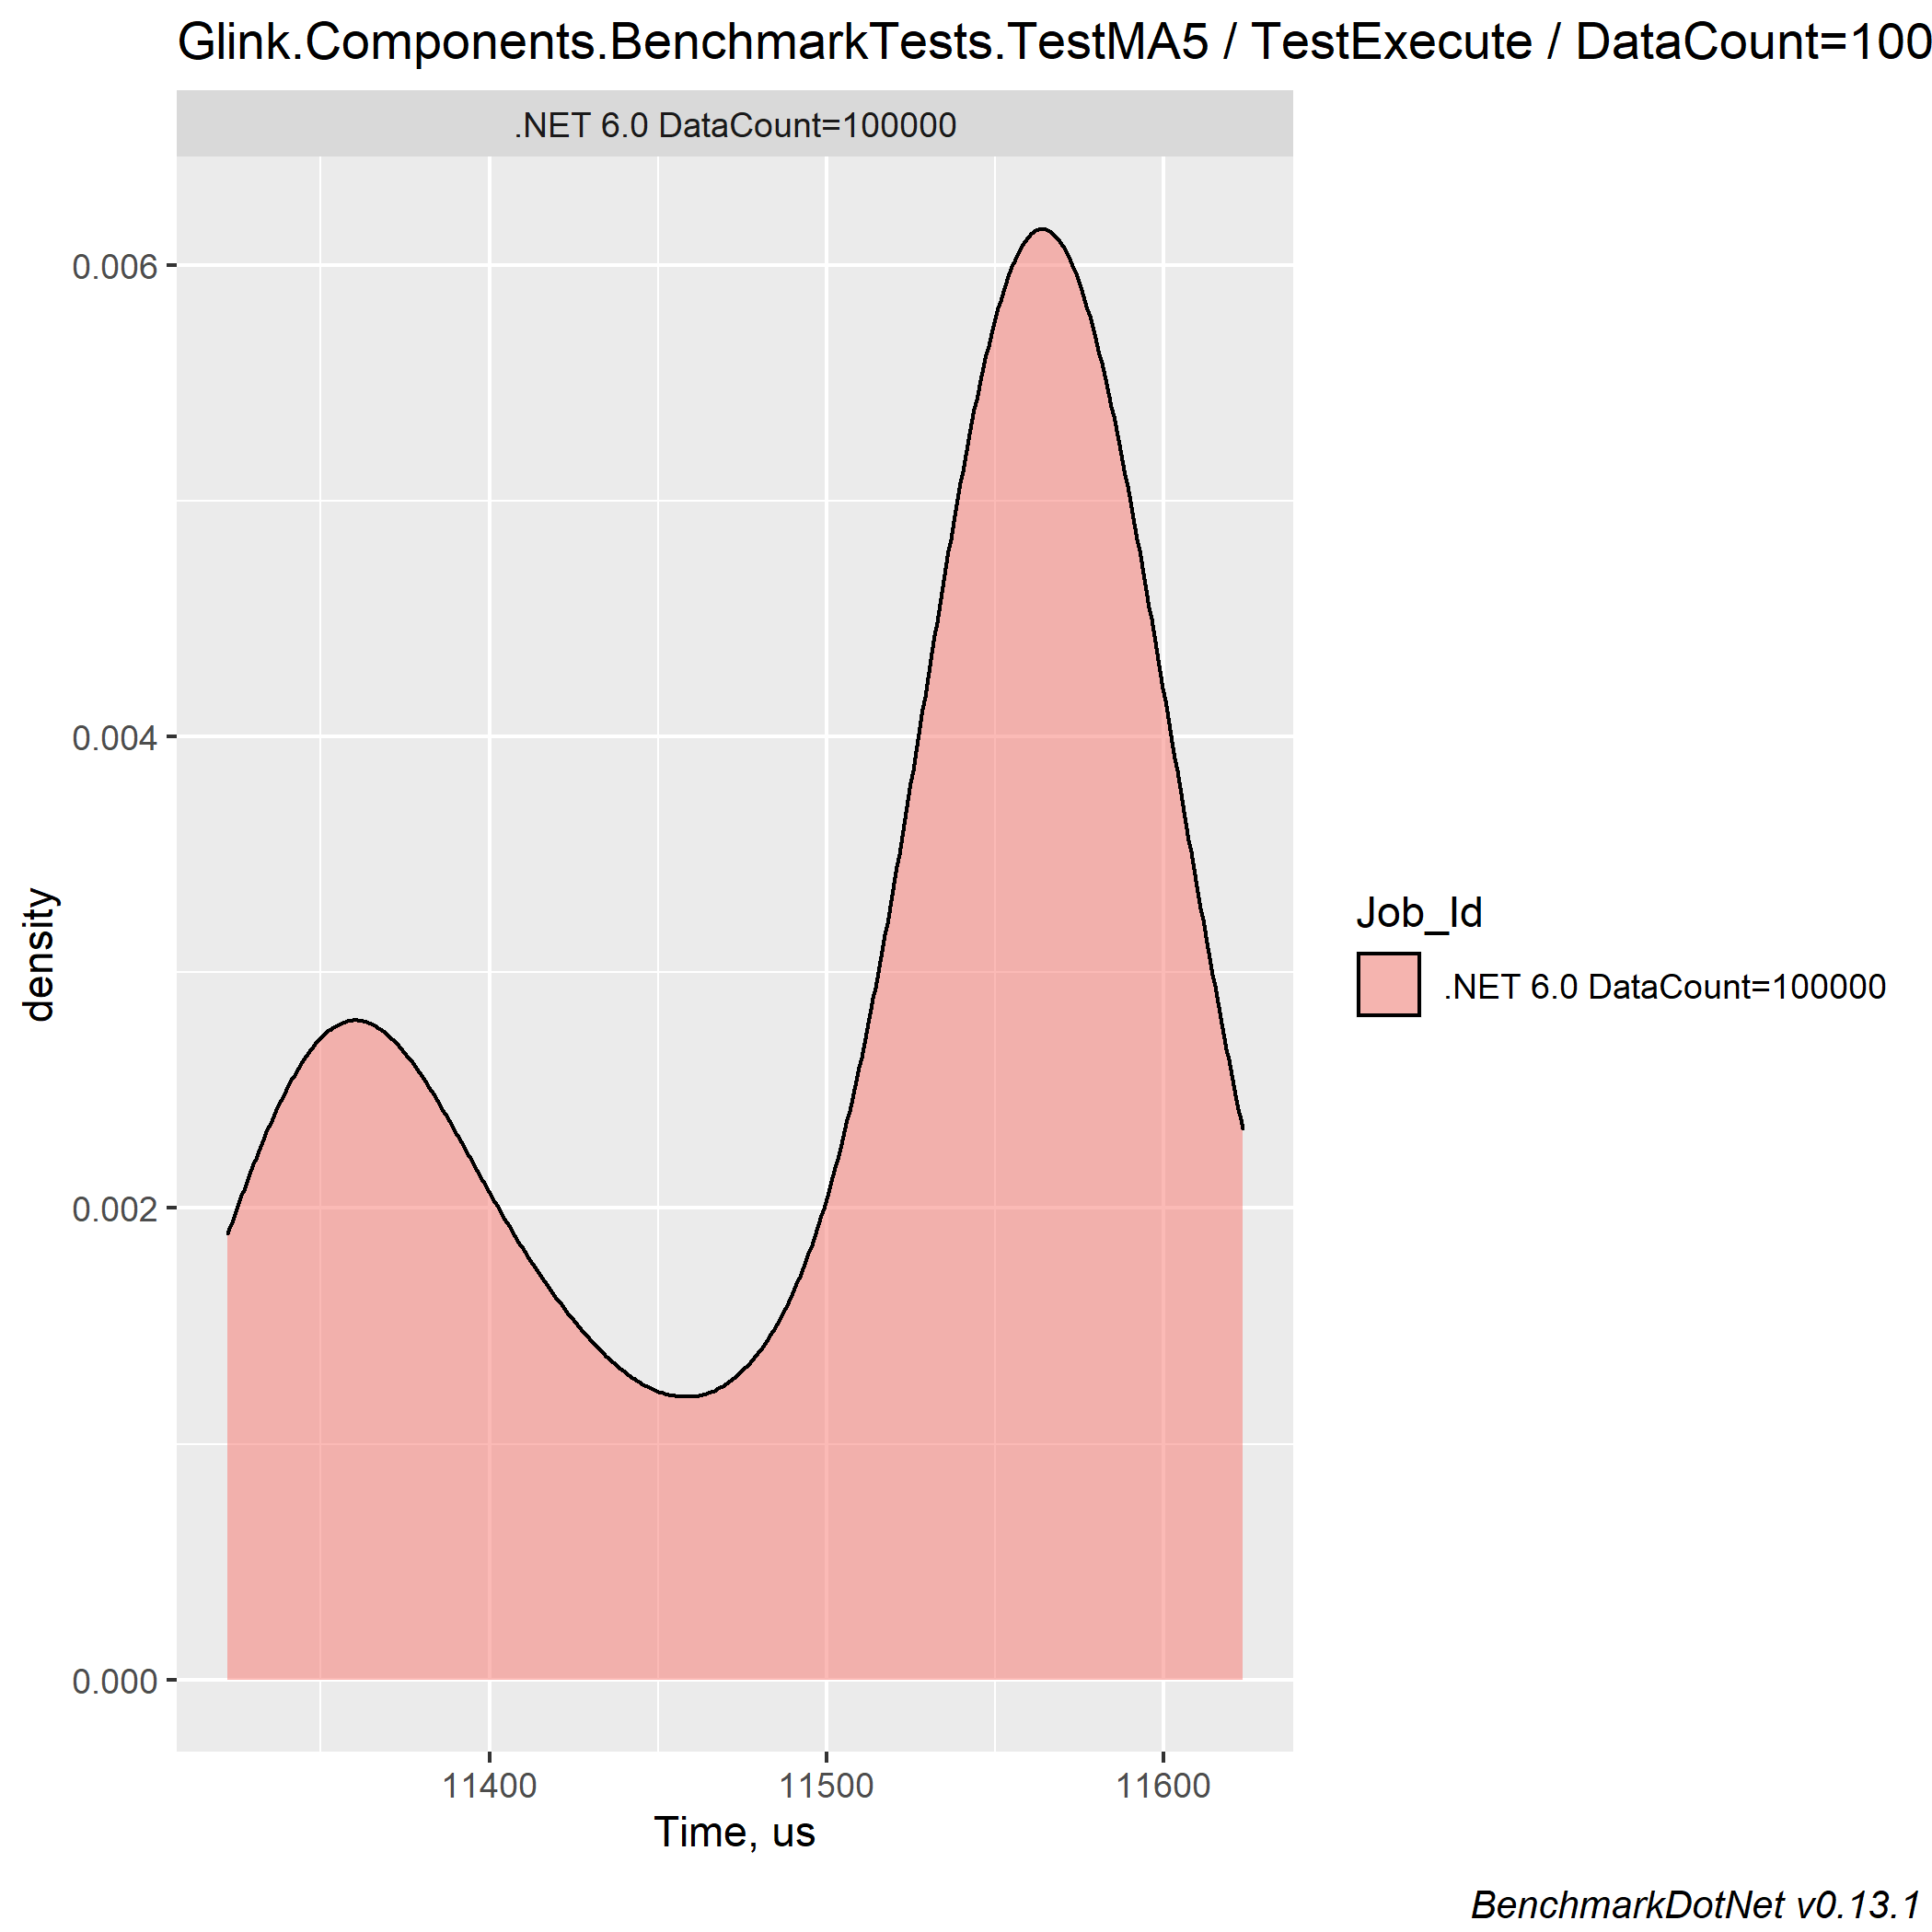 Glink.Components.BenchmarkTests.TestMA5 / TestExecute / DataCount=100
.NET 6.0 DataCount=100000
0.006
0.004
0.002
0.000
density
11400
11500
11600
Time, us
Job_Id
.NET 6.0 DataCount=100000
BenchmarkDotNet v0.13.1